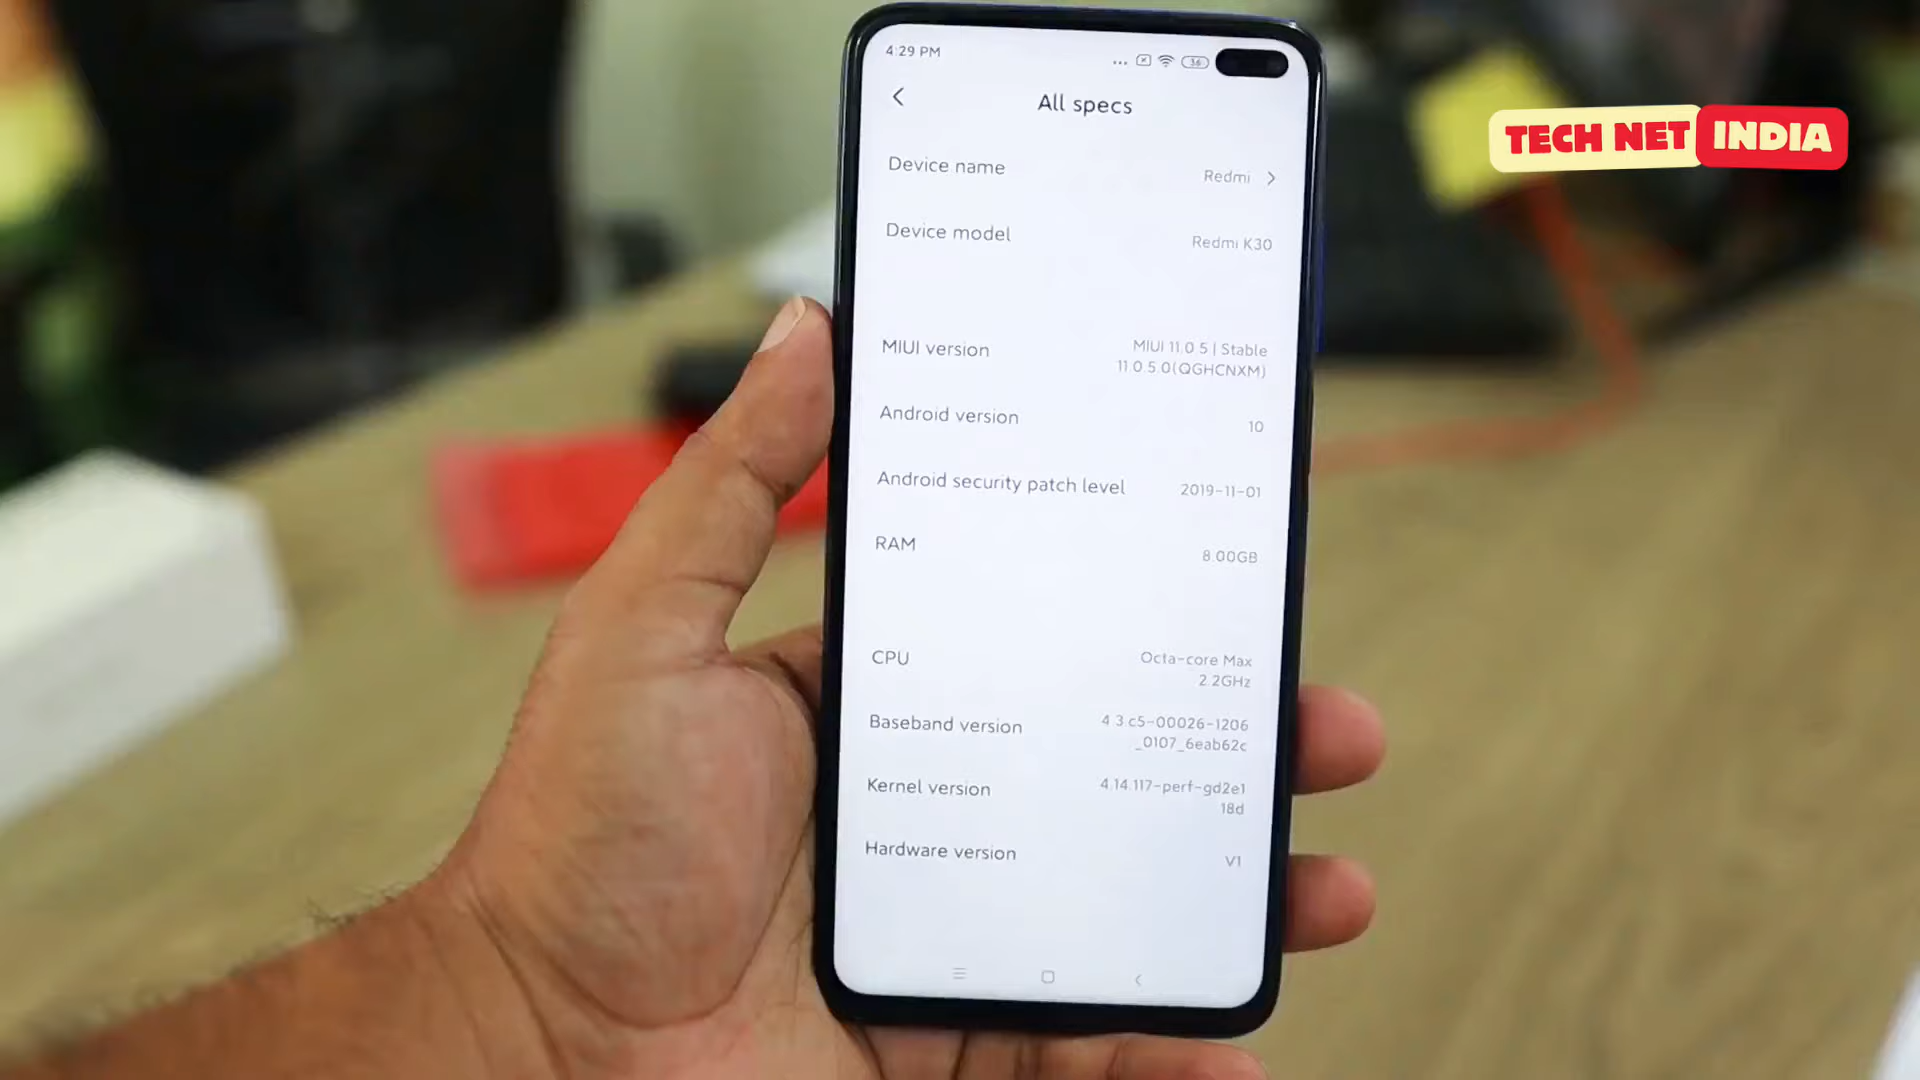 4:29 PM
36
All specs
TECH NET INDIA
Device name
Redmi
Device model
Redmi K30
MIUI version
MIUI 11.0 5 | Stable
11.0.5.0(QGHCNXM)
Android version
10
Android security patch level
2019-11-01
RAM
8.00GB
CPU
Octa-core Max
2.2GHz
Baseband version
4 3 c5-00026-1206
_0107_6eab62c
Kernel version
4.14.117-perf-gd2e1
18d
Hardware version
V1